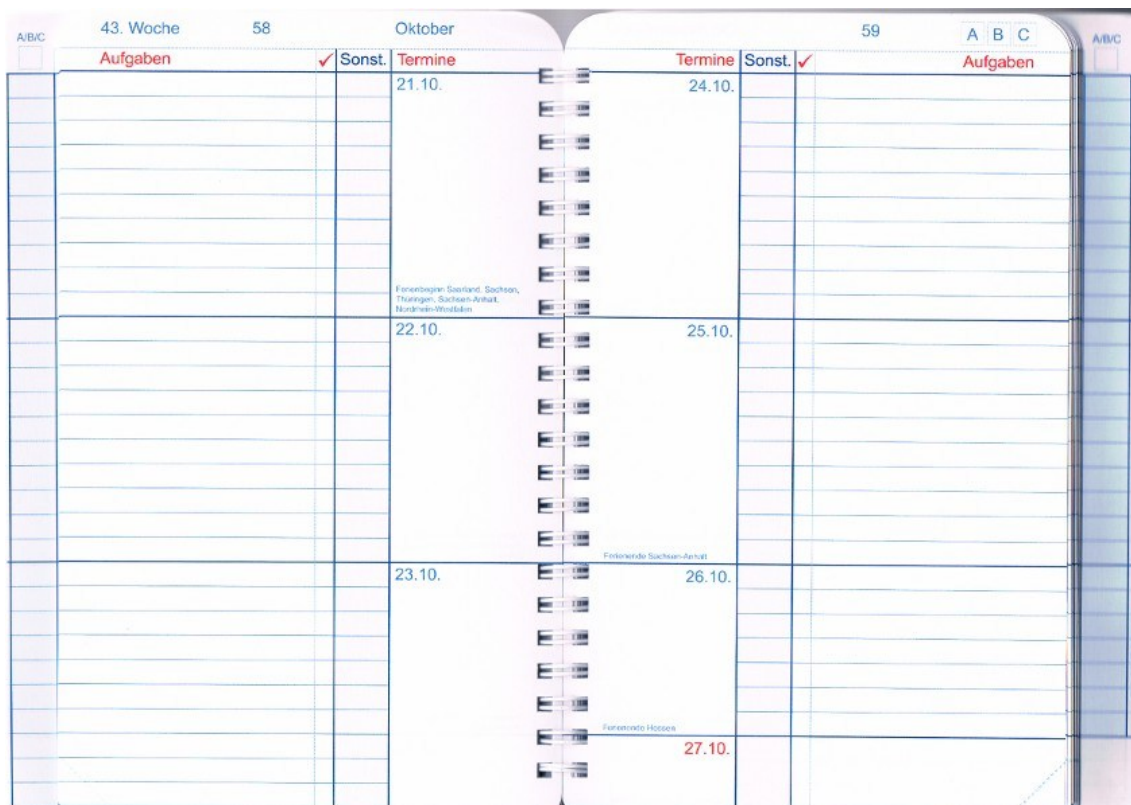 A/B/C
43. Woche 58 Oktober
Aufgaben ✓ Sonst. Termine
21.10.
Ferienbeginn Saarland, Sachsen,
Thüringen, Sachsen-Anhalt,
Nordrhein-Westfalen
22.10.
23.10.
59 A B C
Termine Sonst. ✓ Aufgaben
24.10.
25.10.
Ferienende Sachsen-Anhalt
26.10.
Ferienende Hessen
27.10.
A/B/C